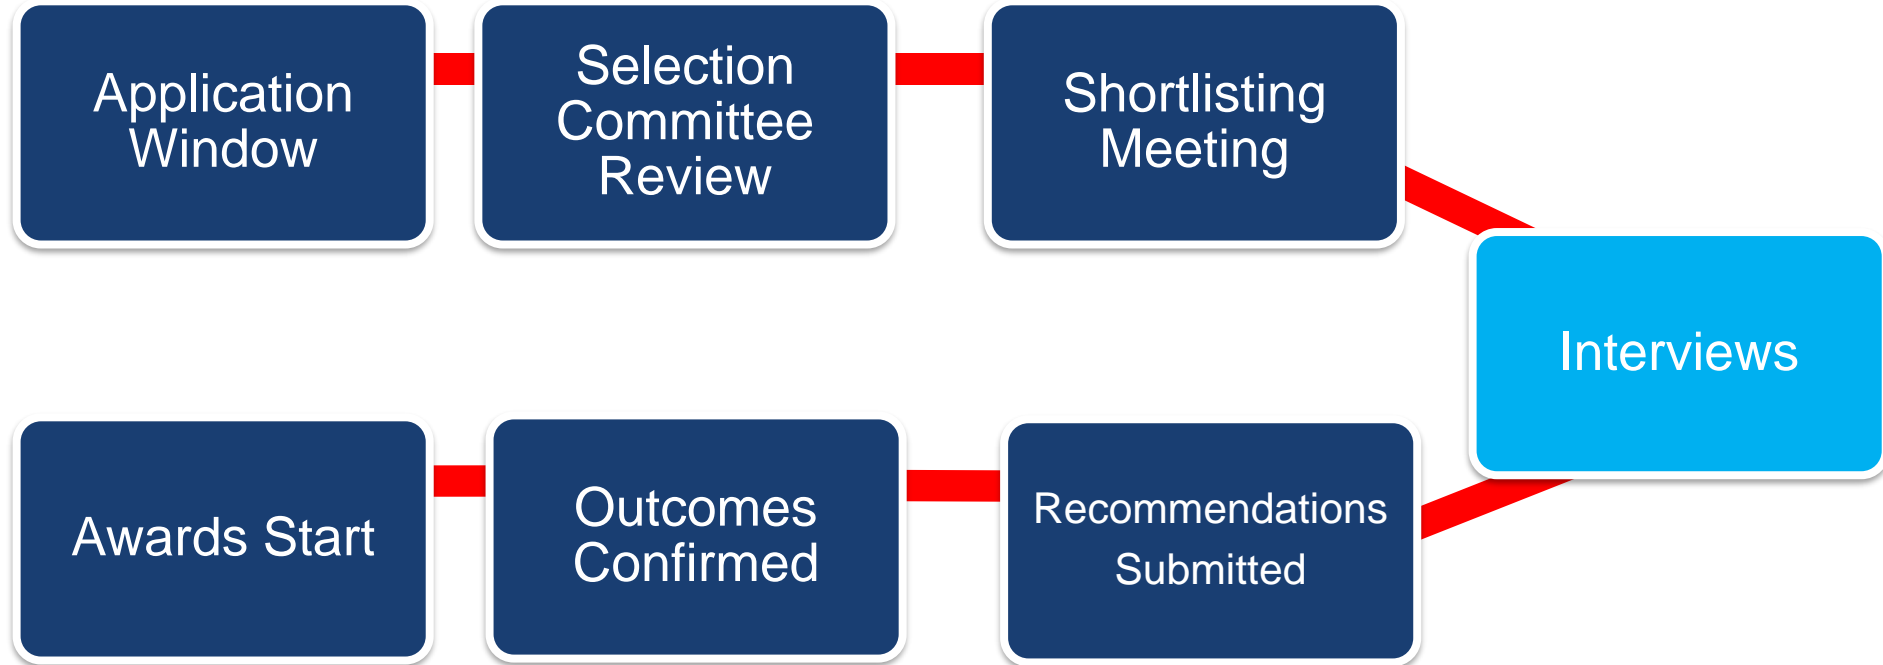 Application
Window
Selection
Committee
Review
Shortlisting
Meeting
Interviews
Recommendations
Submitted
Outcomes
Confirmed
Awards Start